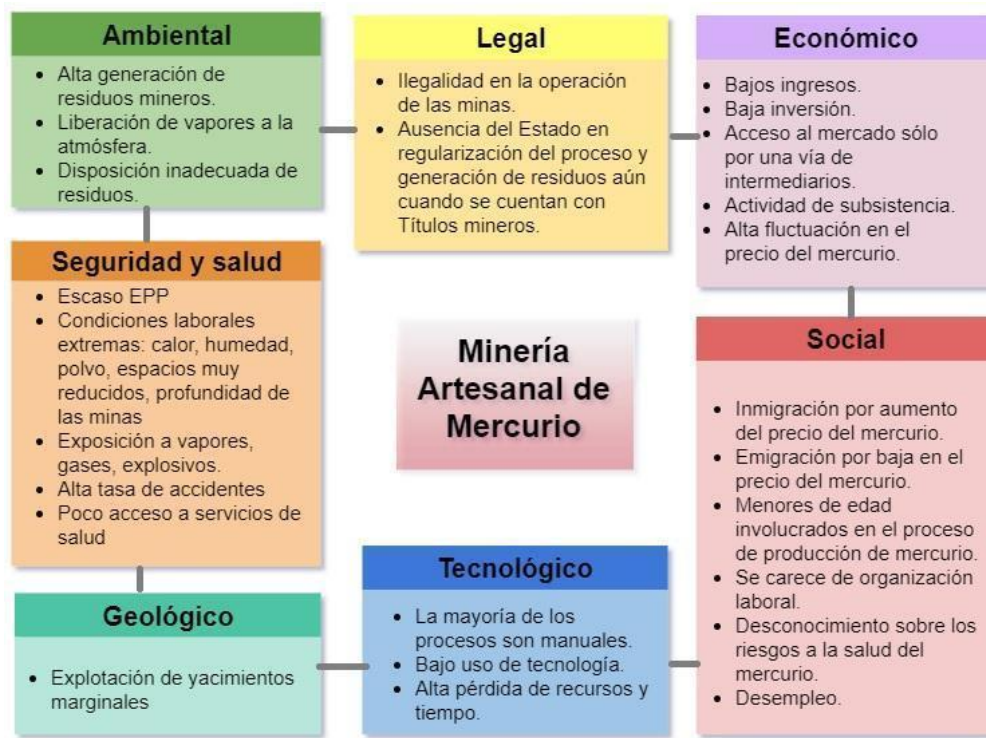 Ambiental
• Alta generación de
residuos mineros.
• Liberación de vapores a la
atmósfera.
• Disposición inadecuada de
residuos.
Legal
• Ilegalidad en la operación
de las minas.
• Ausencia del Estado en
regularización del proceso y
generación de residuos aún
cuando se cuentan con
Títulos mineros.
Económico
• Bajos ingresos.
• Baja inversión.
• Acceso al mercado sólo
por una vía de
intermediarios.
• Actividad de subsistencia.
• Alta fluctuación en el
precio del mercurio.
Seguridad y salud
• Escaso EPP
• Condiciones laborales
extremas: calor, humedad,
polvo, espacios muy
reducidos, profundidad de
las minas
• Exposición a vapores,
gases, explosivos.
• Alta tasa de accidentes
• Poco acceso a servicios de
salud
Minería
Artesanal de
Mercurio
Social
• Inmigración por aumento
del precio del mercurio.
• Emigración por baja en el
precio del mercurio.
• Menores de edad
involucrados en el proceso
de producción de mercurio.
• Se carece de organización
laboral.
• Desconocimiento sobre los
riesgos a la salud del
mercurio.
• Desempleo.
Geológico
• Explotación de yacimientos
marginales
Tecnológico
• La mayoría de los
procesos son manuales.
• Bajo uso de tecnología.
• Alta pérdida de recursos y
tiempo.